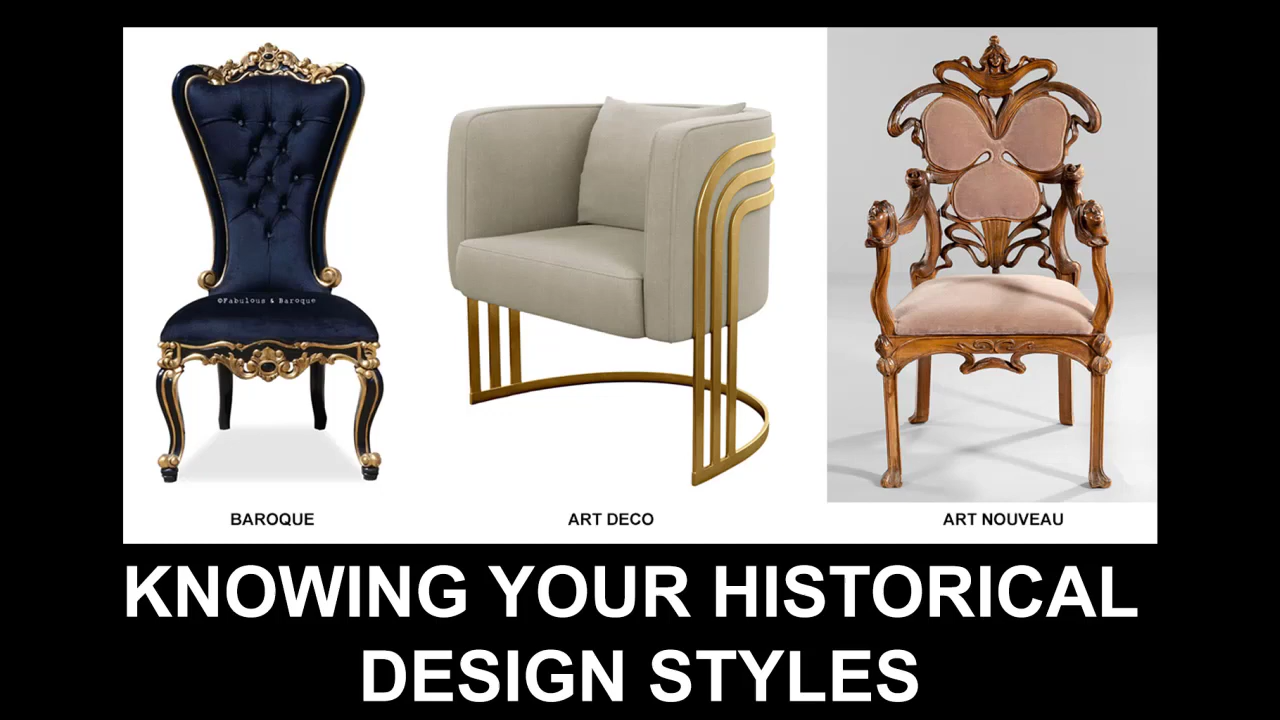 ©Fabulous & Baroque
BAROQUE
ART DECO
ART NOUVEAU
KNOWING YOUR HISTORICAL
DESIGN STYLES